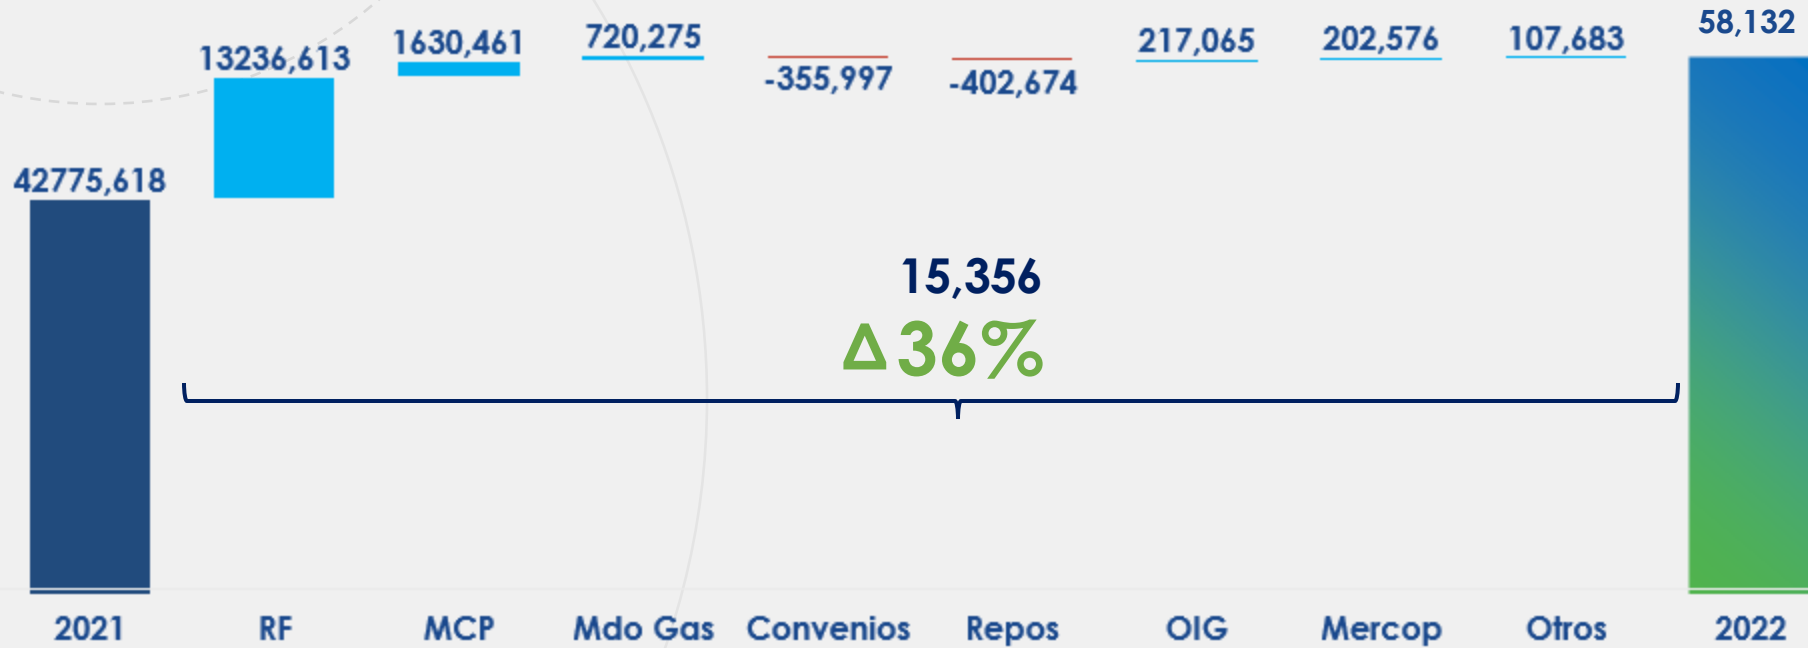 42775,618
13236,613
1630,461
720,275
-355,997
-402,674
217,065
202,576
107,683
58,132
15,356
Δ36%
2021
RF
MCP
Mdo Gas
Convenios
Repos
OIG
Mercop
Otros
2022